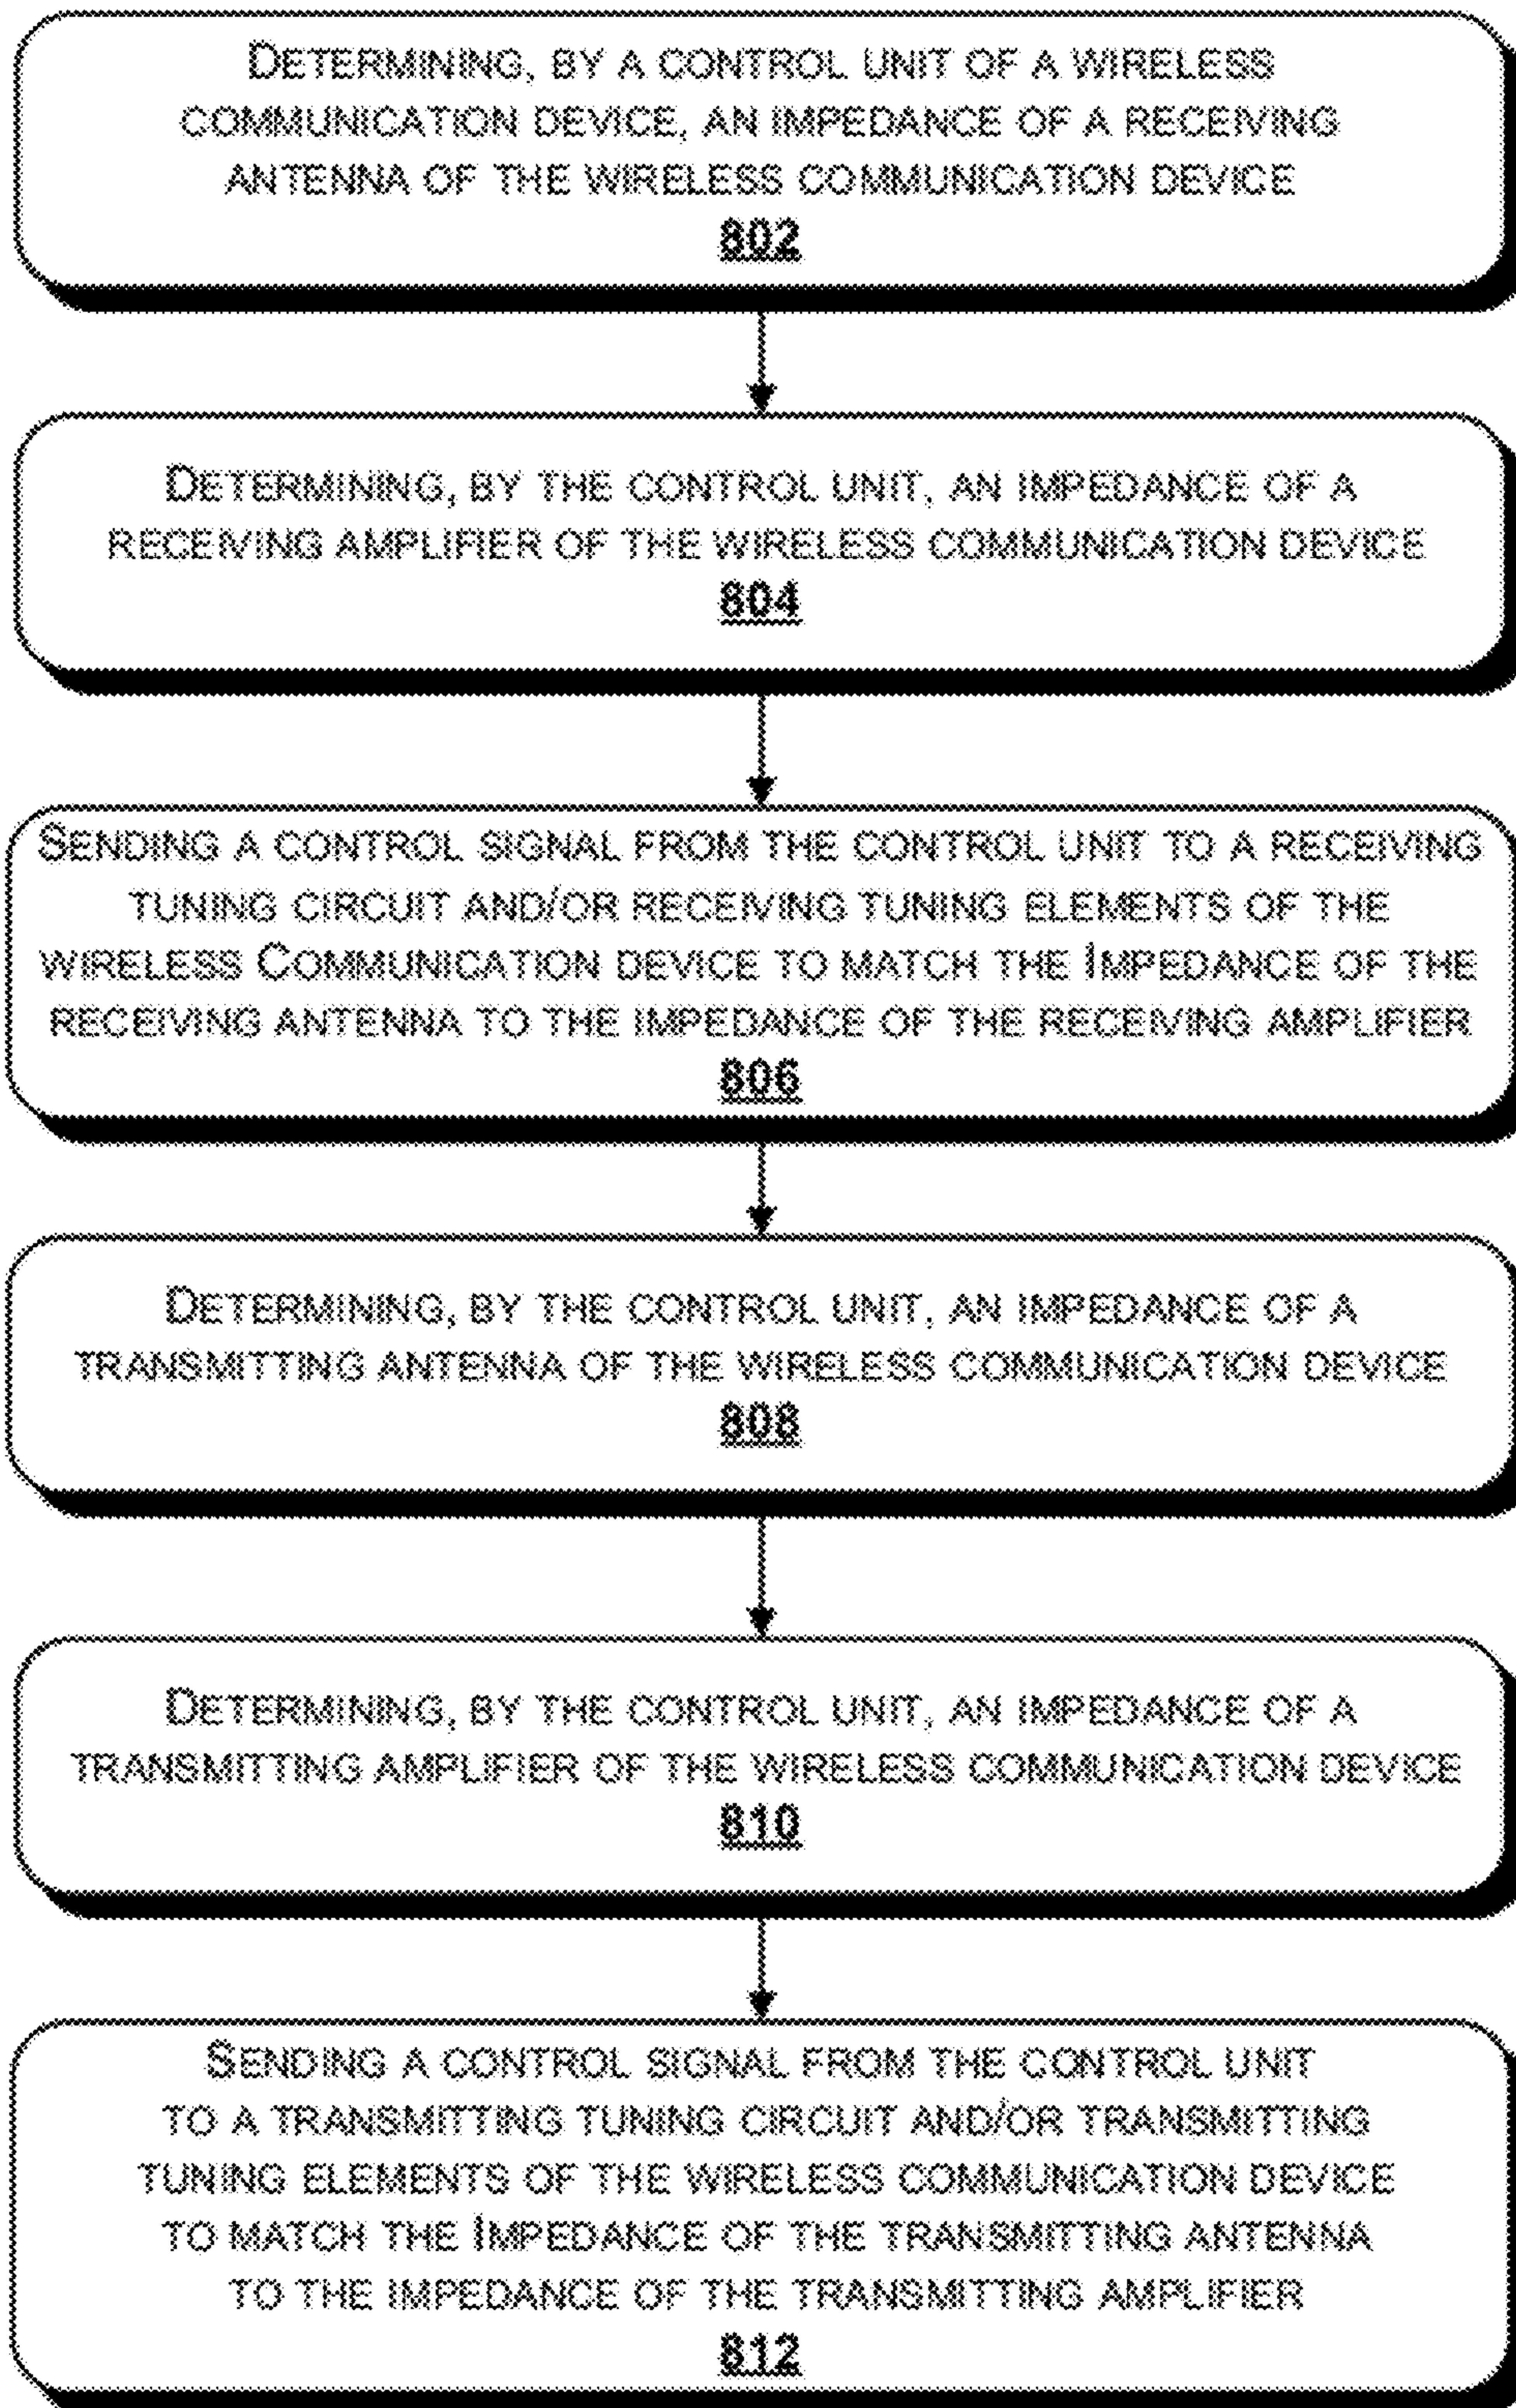 DETERMINING, BY A CONTROL UNIT OF A WIRELESS
COMMUNICATION DEVICE, AN IMPEDANCE OF A RECEIVING
ANTENNA OF THE WIRELESS COMMUNICATION DEVICE
802
DETERMINING, BY THE CONTROL UNIT, AN IMPEDANCE OF A
RECEIVING AMPLIFIER OF THE WIRELESS COMMUNICATION DEVICE
804
SENDING A CONTROL SIGNAL FROM THE CONTROL UNIT TO A RECEIVING
TUNING CIRCUIT AND/OR RECEIVING TUNING ELEMENTS OF THE
WIRELESS COMMUNICATION DEVICE TO MATCH THE IMPEDANCE OF THE
RECEIVING ANTENNA TO THE IMPEDANCE OF THE RECEIVING AMPLIFIER
806
DETERMINING, BY THE CONTROL UNIT, AN IMPEDANCE OF A
TRANSMITTING ANTENNA OF THE WIRELESS COMMUNICATION DEVICE
808
DETERMINING, BY THE CONTROL UNIT, AN IMPEDANCE OF A
TRANSMITTING AMPLIFIER OF THE WIRELESS COMMUNICATION DEVICE
810
SENDING A CONTROL SIGNAL FROM THE CONTROL UNIT
TO A TRANSMITTING TUNING CIRCUIT AND/OR TRANSMITTING
TUNING ELEMENTS OF THE WIRELESS COMMUNICATION DEVICE
TO MATCH THE IMPEDANCE OF THE TRANSMITTING ANTENNA
TO THE IMPEDANCE OF THE TRANSMITTING AMPLIFIER
812